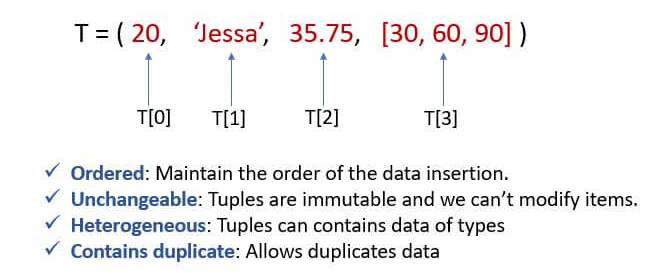 T = ( 20, ‘Jessa’, 35.75, [30, 60, 90] )
T[0] T[1] T[2] T[3]
✓ Ordered: Maintain the order of the data insertion.
✓ Unchangeable: Tuples are immutable and we can’t modify items.
✓ Heterogeneous: Tuples can contains data of types
✓ Contains duplicate: Allows duplicates data